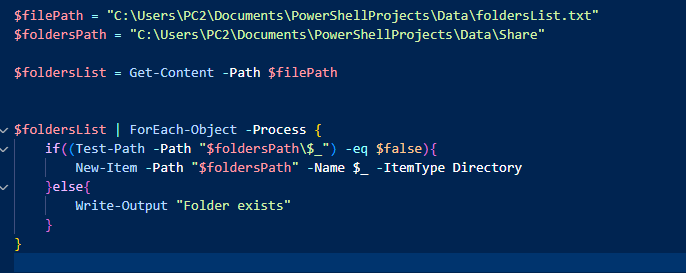 $filePath = "C:\Users\PC2\Documents\PowerShellProjects\Data\foldersList.txt"
$foldersPath = "C:\Users\PC2\Documents\PowerShellProjects\Data\Share"

$foldersList = Get-Content -Path $filePath


$foldersList | ForEach-Object -Process {
    if((Test-Path -Path "$foldersPath\$_") -eq $false){
        New-Item -Path "$foldersPath" -Name $_ -ItemType Directory
    }else{
        Write-Output "Folder exists"
    }
}